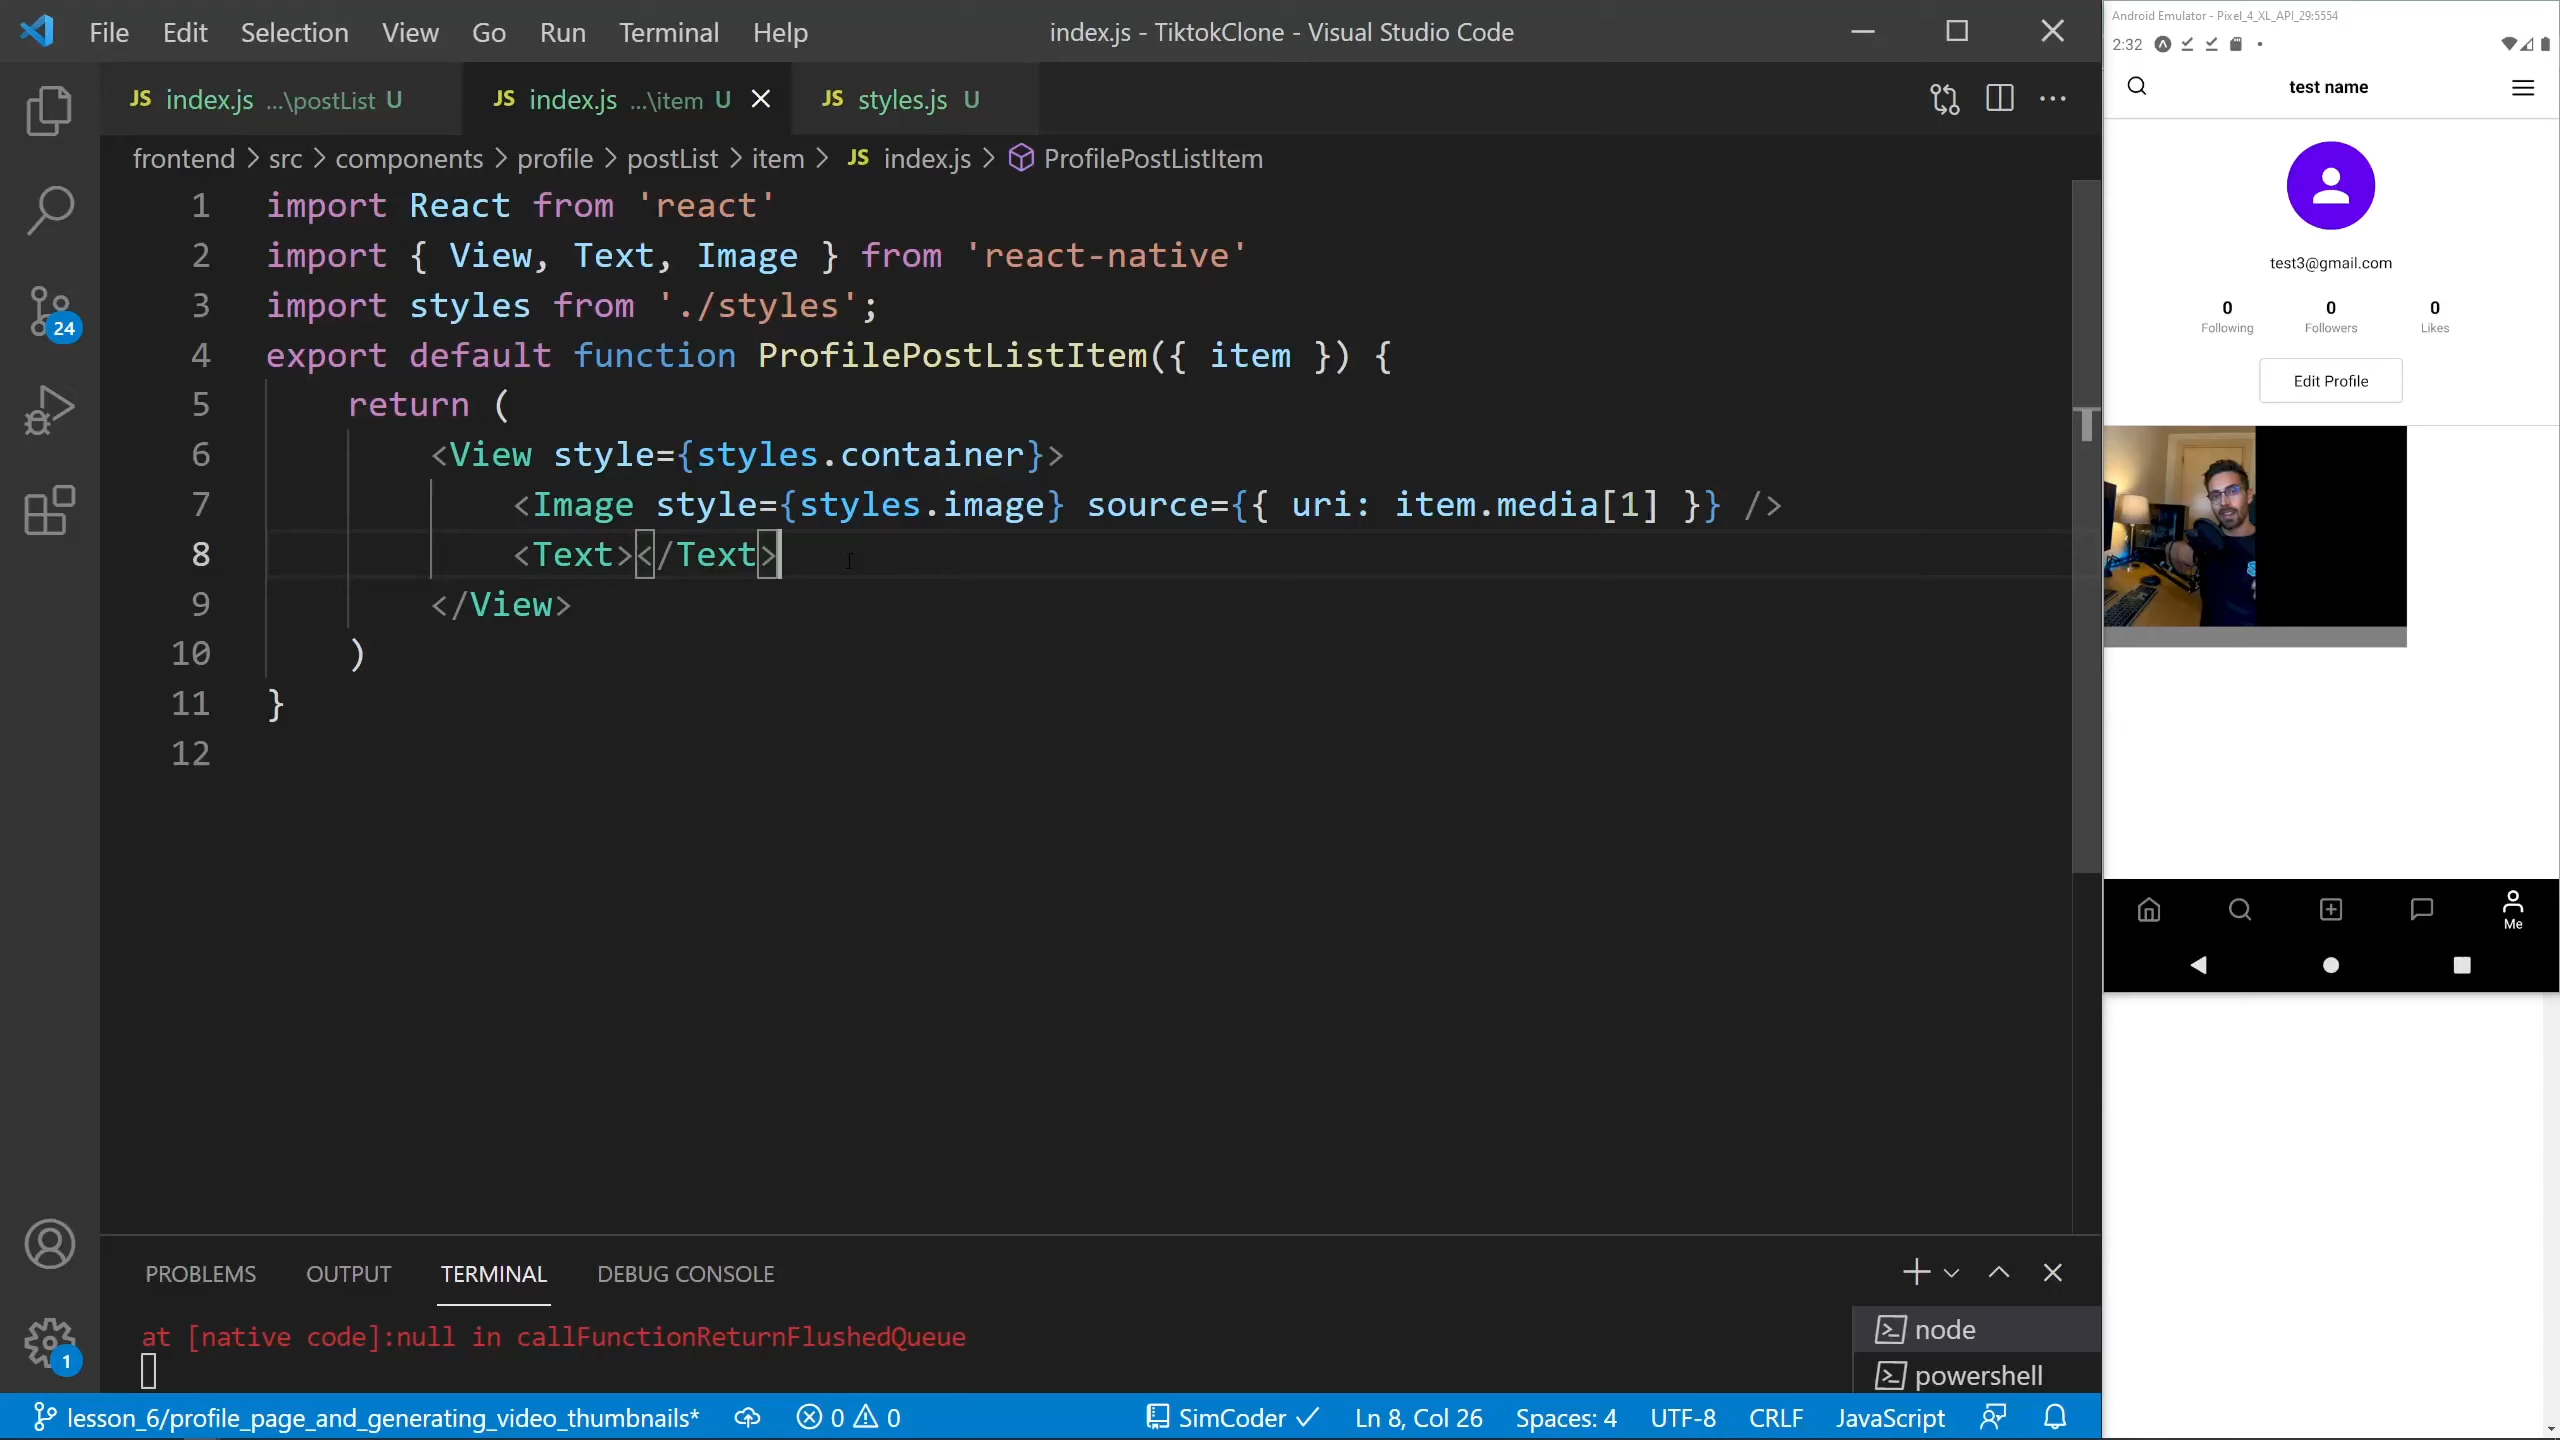 File Edit Selection View Go Run Terminal Help
index.js - TiktokClone - Visual Studio Code
JS index.js ...\postList U
JS index.js ...\item U
JS styles.js U
frontend > src > components > profile > postList > item > JS index.js > ProfilePostListItem
1 import React from 'react'
2 import { View, Text, Image } from 'react-native'
3 import styles from './styles';
4 export default function ProfilePostListItem({ item }) {
5 return (
6 <View style={styles.container}>
7 <Image style={styles.image} source={{ uri: item.media[1] }} />
8 <Text></Text>
9 </View>
10 )
11 }
12
24
1
PROBLEMS OUTPUT TERMINAL DEBUG CONSOLE
at [native code]:null in callFunctionReturnFlushedQueue
node
powershell
lesson_6/profile_page_and_generating_video_thumbnails* 0 0 SimCoder Ln 8, Col 26 Spaces: 4 UTF-8 CRLF JavaScript
Android Emulator - Pixel_4_XL_API_29:5554
2:32
test name
test3@gmail.com
0 0 0
Following Followers Likes
Edit Profile
Me